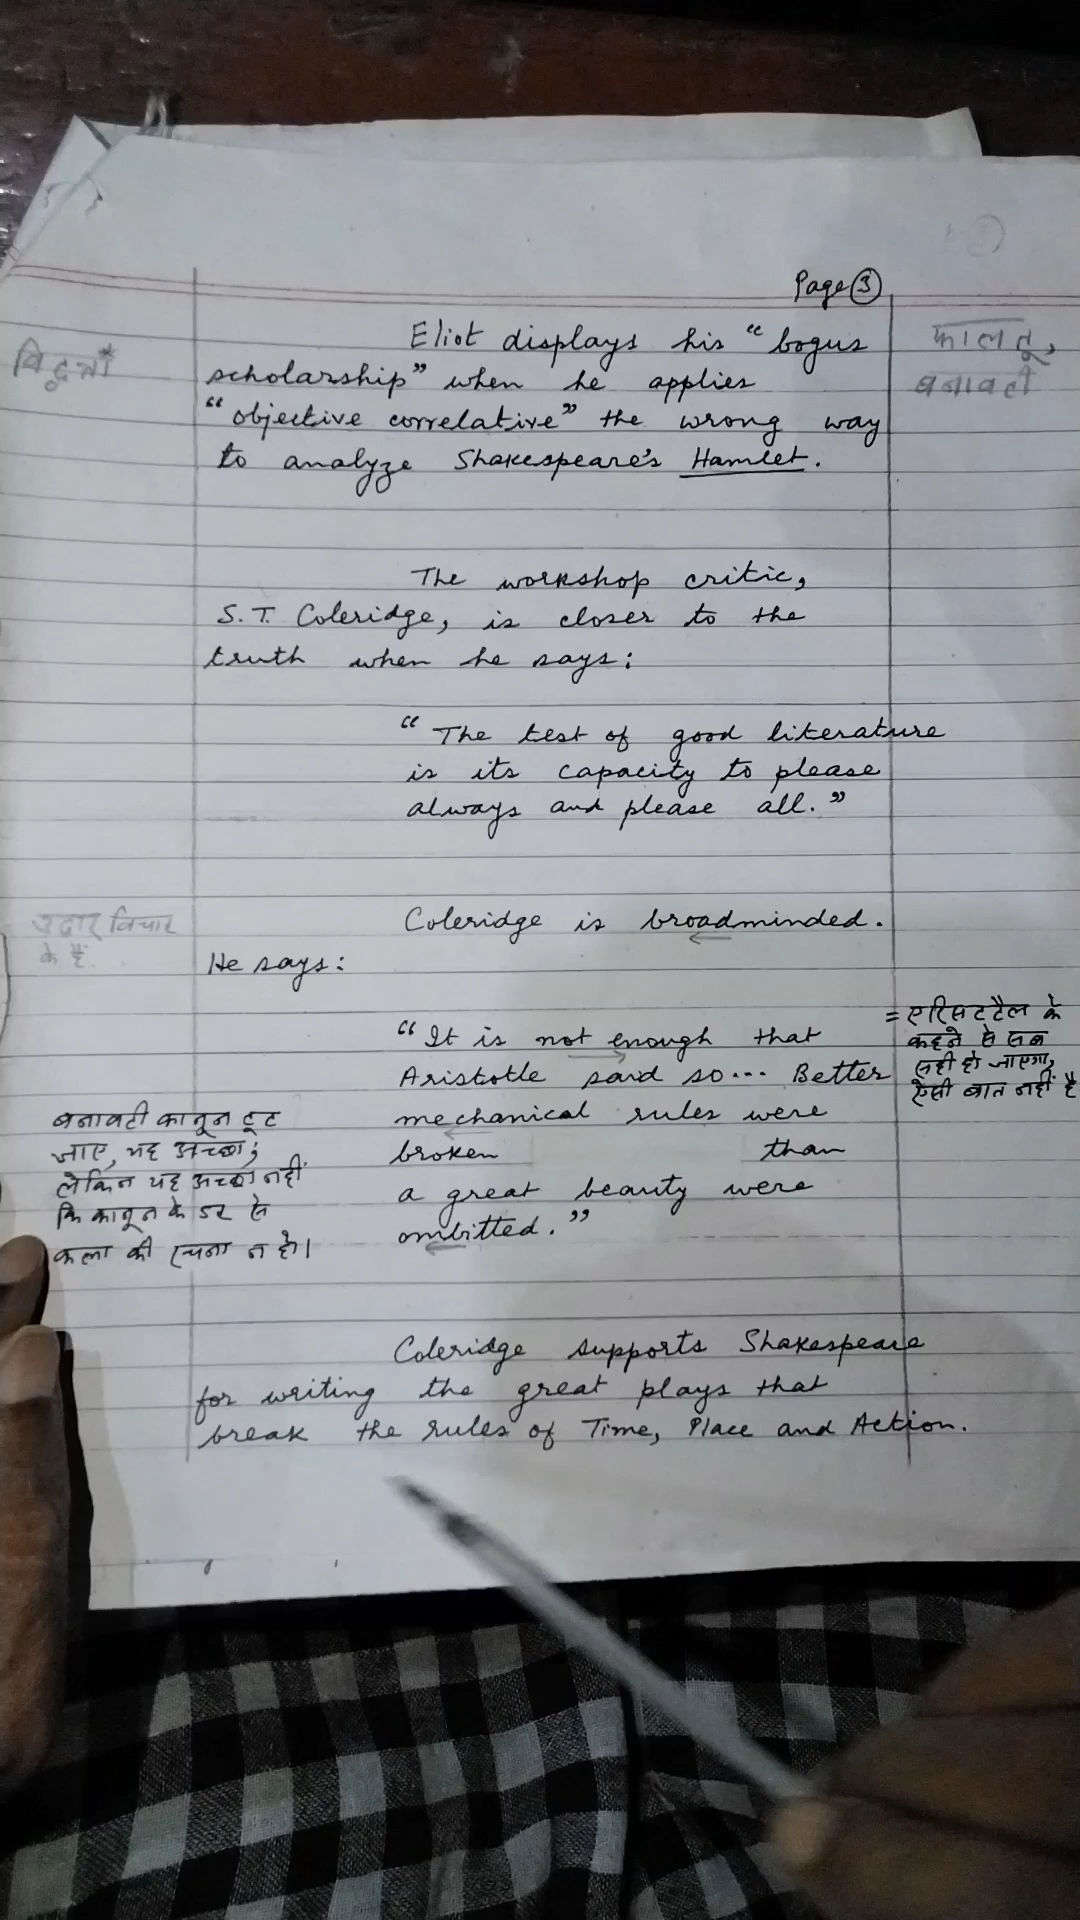 Page ③
Eliot displays his “bogus
scholarship” when he applies
“objective correlative” the wrong way
to analyze Shakespeare's Hamlet.
विद्वत्ता*
फालतू,
बनावटी
The workshop critic,
S. T. Coleridge, is closer to the
truth when he says:
“The test of good literature
is its capacity to please
always and please all.”
Coleridge is broadminded.
उदार विचार
के हैं.
He says:
“It is not enough that
Aristotle said so... Better
mechanical rules were
broken than
a great beauty were
ombitted.”
= एरिसटटैल के
कहने से सब
सही हो जाएगा,
ऐसी बात नहीं है
बनावटी कानून टूट
जाए, यह अच्छा;
लेकिन यह अच्छा नहीं
कि कानून के डर से
कला की रचना न हो।
Coleridge supports Shakespeare
for writing the great plays that
break the rules of Time, Place and Action.